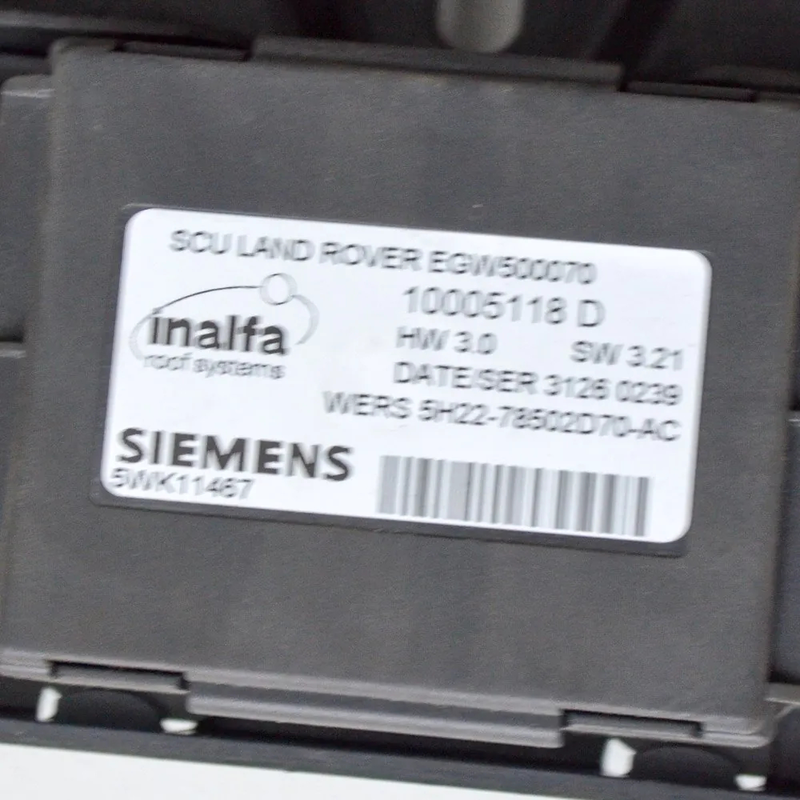 SCU LAND ROVER EGW500070
10005118 D
inalfa
roof systems
HW 3.0 SW 3.21
DATE/SER 3126 0239
WERS 5H22-78502D70-AC
SIEMENS
5WK11467